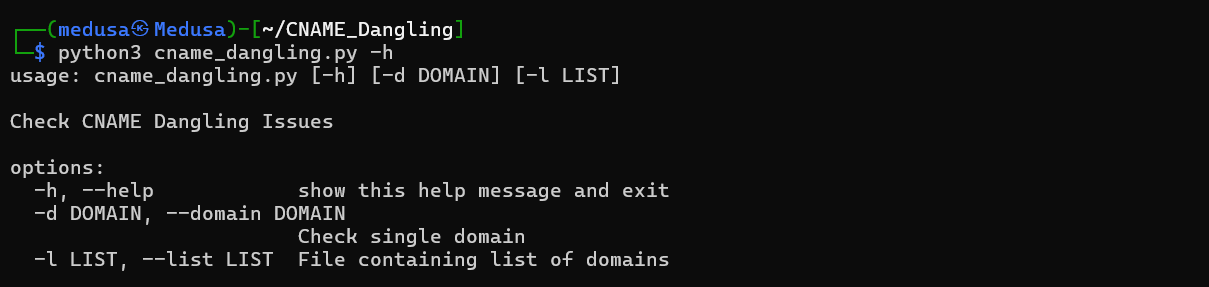 ┌──(medusa㉿Medusa)-[~/CNAME_Dangling]
└─$ python3 cname_dangling.py -h
usage: cname_dangling.py [-h] [-d DOMAIN] [-l LIST]
Check CNAME Dangling Issues
options:
-h, --help            show this help message and exit
-d DOMAIN, --domain DOMAIN
Check single domain
-l LIST, --list LIST  File containing list of domains